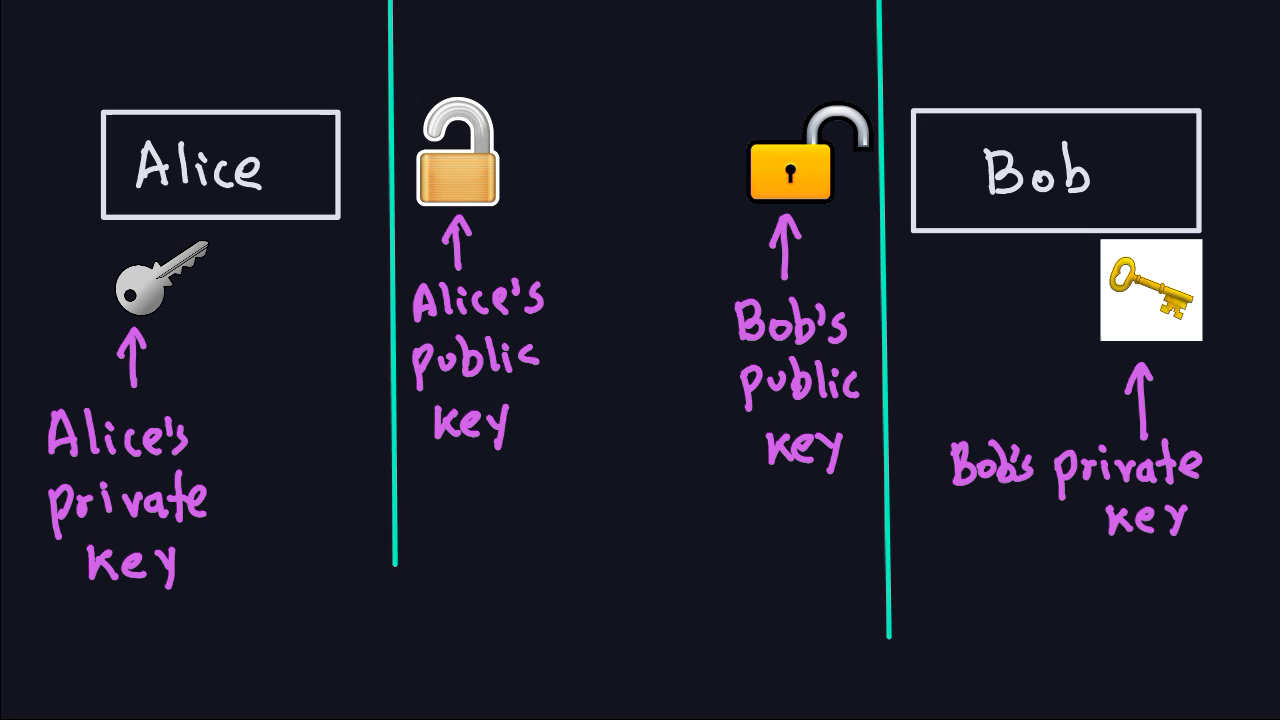 Alice
Bob
Alice's
public
key
Bob's
public
key
Alice's
private
key
Bob's private
key